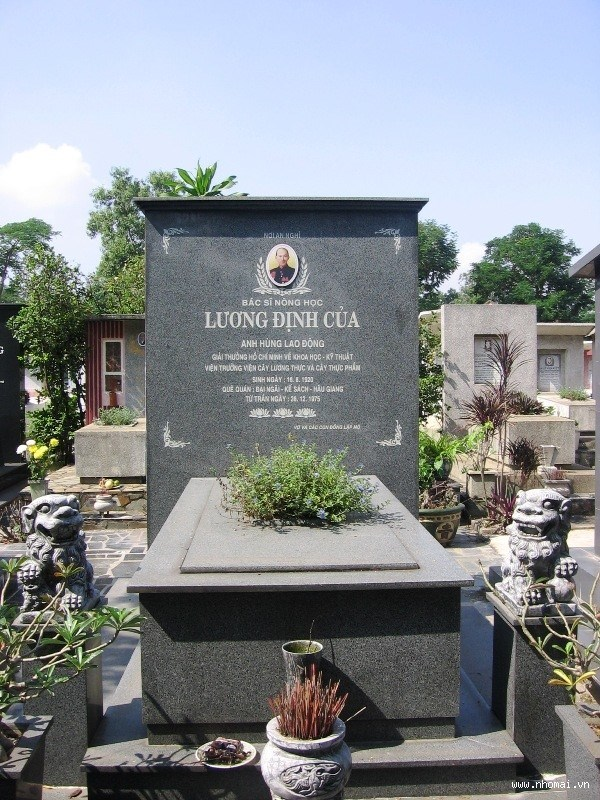 NƠI AN NGHỈ
BÁC SĨ NÔNG HỌC
LƯƠNG ĐỊNH CỦA
ANH HÙNG LAO ĐỘNG
GIẢI THƯỞNG HỒ CHÍ MINH VỀ KHOA HỌC - KỸ THUẬT
VIỆN TRƯỞNG VIỆN CÂY LƯƠNG THỰC VÀ CÂY THỰC PHẨM
SINH NGÀY : 16. 8. 1920
QUÊ QUÁN : ĐẠI NGÃI - KẾ SÁCH - HẬU GIANG
TỪ TRẦN NGÀY : 28. 12. 1975
VỢ VÀ CÁC CON ĐỒNG LẬP MỘ
www.nhomai.vn